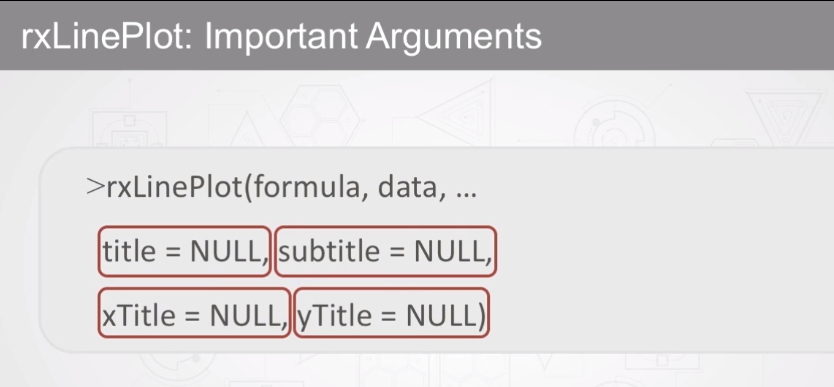 rxLinePlot: Important Arguments
>rxLinePlot(formula, data, ...
title = NULL, subtitle = NULL,
xTitle = NULL, yTitle = NULL)